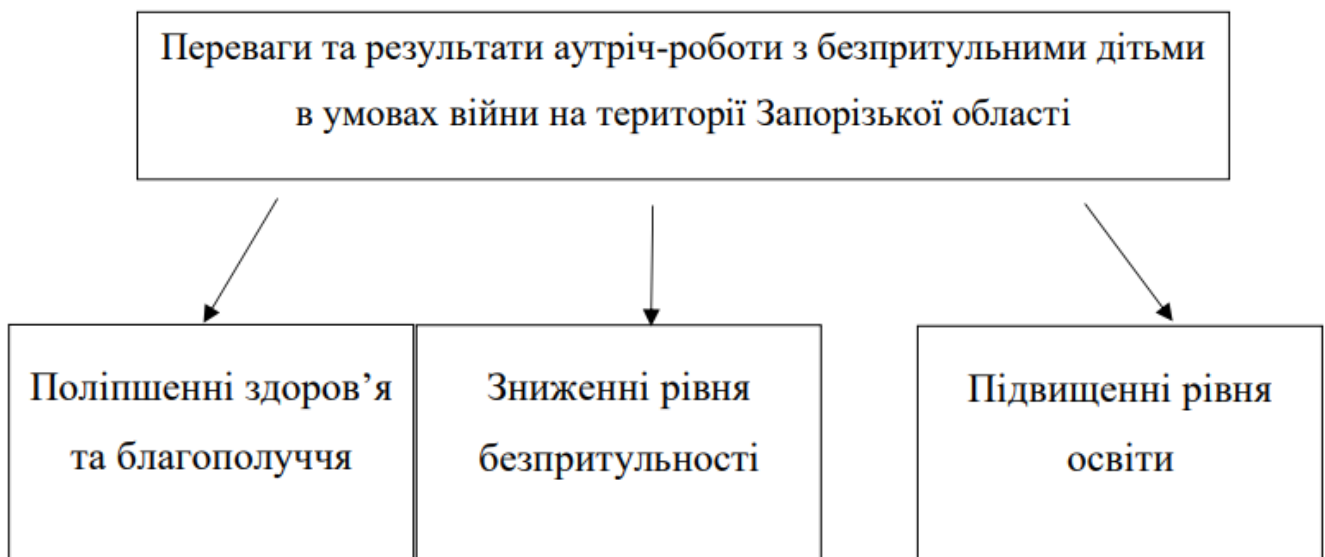 Переваги та результати аутріч-роботи з безпритульними дітьми
в умовах війни на території Запорізької області
Поліпшенні здоров’я
та благополуччя
Зниженні рівня
безпритульності
Підвищенні рівня
освіти